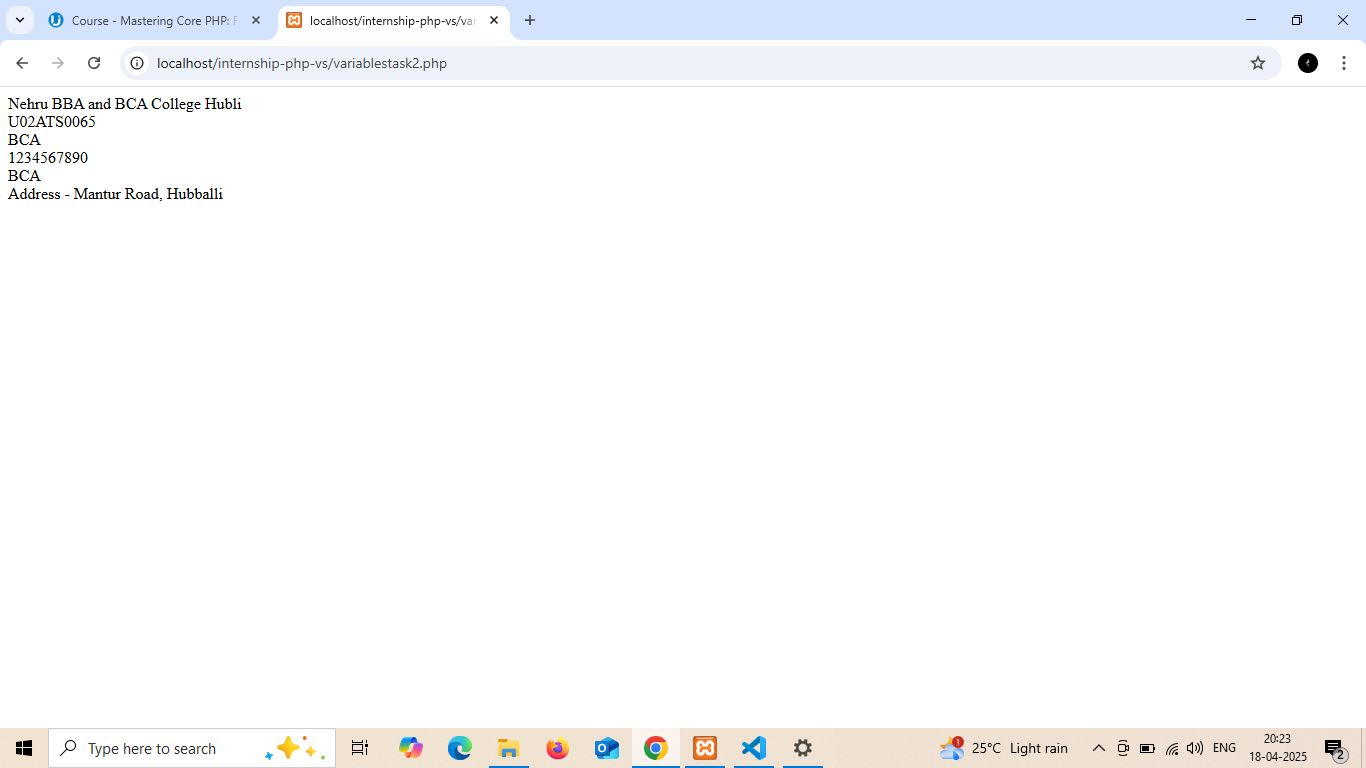 Course - Mastering Core PHP: F
localhost/internship-php-vs/va
localhost/internship-php-vs/variablestask2.php
Nehru BBA and BCA College Hubli
U02ATS0065
BCA
1234567890
BCA
Address - Mantur Road, Hubballi
Type here to search
1
25°C Light rain
ENG
20:23
18-04-2025
2